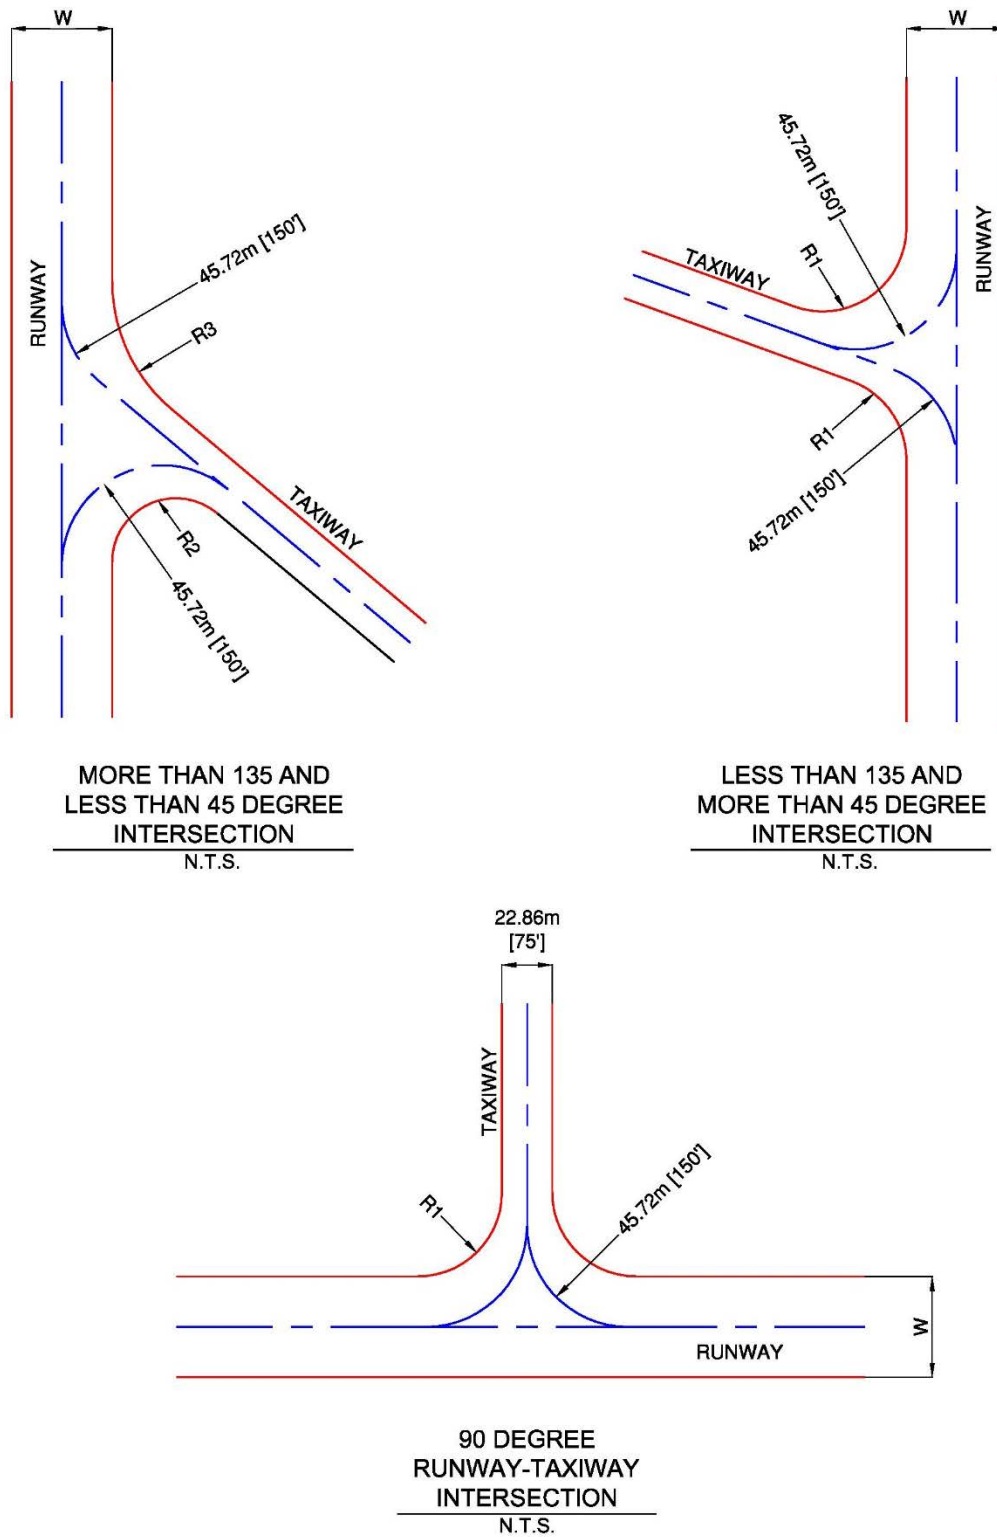 W
RUNWAY
45.72m [150']
R3
TAXIWAY
R2
45.72m [150']
MORE THAN 135 AND
LESS THAN 45 DEGREE
INTERSECTION
N.T.S.
W
45.72m [150']
R1
TAXIWAY
RUNWAY
R1
45.72m [150']
LESS THAN 135 AND
MORE THAN 45 DEGREE
INTERSECTION
N.T.S.
22.86m
[75']
TAXIWAY
R1
45.72m [150']
W
RUNWAY
90 DEGREE
RUNWAY-TAXIWAY
INTERSECTION
N.T.S.